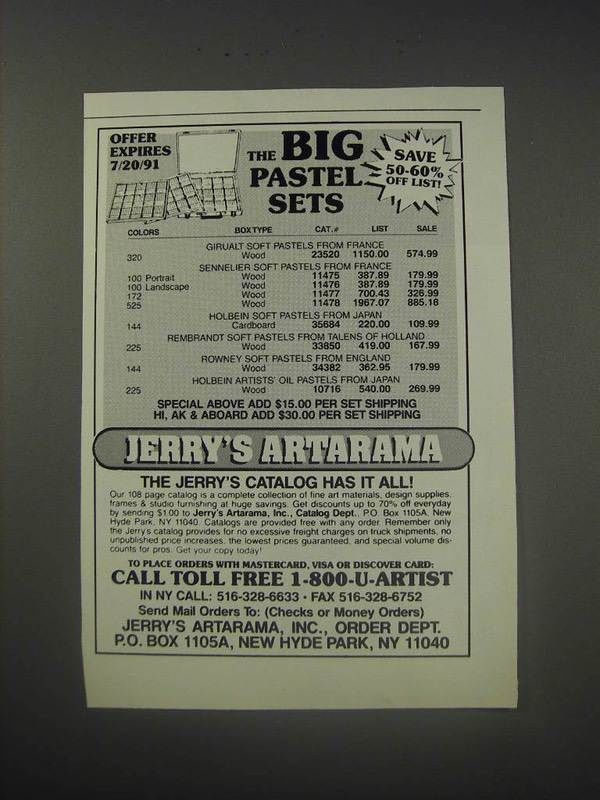 OFFER
EXPIRES
7/20/91
THE BIG
PASTEL
SETS
SAVE
50-60%
OFF LIST!
COLORS BOX TYPE CAT.# LIST SALE
GIRUALT SOFT PASTELS FROM FRANCE
320 Wood 23520 1150.00 574.99
SENNELIER SOFT PASTELS FROM FRANCE
100 Portrait Wood 11475 387.89 179.99
100 Landscape Wood 11476 387.89 179.99
172 Wood 11477 700.43 326.99
525 Wood 11478 1967.07 885.16
HOLBEIN SOFT PASTELS FROM JAPAN
144 Cardboard 35684 220.00 109.99
REMBRANDT SOFT PASTELS FROM TALENS OF HOLLAND
225 Wood 33850 419.00 167.99
ROWNEY SOFT PASTELS FROM ENGLAND
144 Wood 34382 362.95 179.99
HOLBEIN ARTISTS' OIL PASTELS FROM JAPAN
225 Wood 10716 540.00 269.99
SPECIAL ABOVE ADD $15.00 PER SET SHIPPING
HI, AK & ABOARD ADD $30.00 PER SET SHIPPING
JERRY'S ARTARAMA
THE JERRY'S CATALOG HAS IT ALL!
Our 108 page catalog is a complete collection of fine art materials, design supplies,
frames & studio furnishing at huge savings. Get discounts up to 70% off everyday
by sending $1.00 to Jerry's Artarama, Inc., Catalog Dept., P.O. Box 1105A, New
Hyde Park, NY 11040. Catalogs are provided free with any order. Remember only
the Jerrys catalog provides for no excessive freight charges on truck shipments, no
unpublished price increases, the lowest prices guaranteed, and special volume dis-
counts for pros. Get your copy today!
TO PLACE ORDERS WITH MASTERCARD, VISA OR DISCOVER CARD:
CALL TOLL FREE 1-800-U-ARTIST
IN NY CALL: 516-328-6633 • FAX 516-328-6752
Send Mail Orders To: (Checks or Money Orders)
JERRY'S ARTARAMA, INC., ORDER DEPT.
P.O. BOX 1105A, NEW HYDE PARK, NY 11040